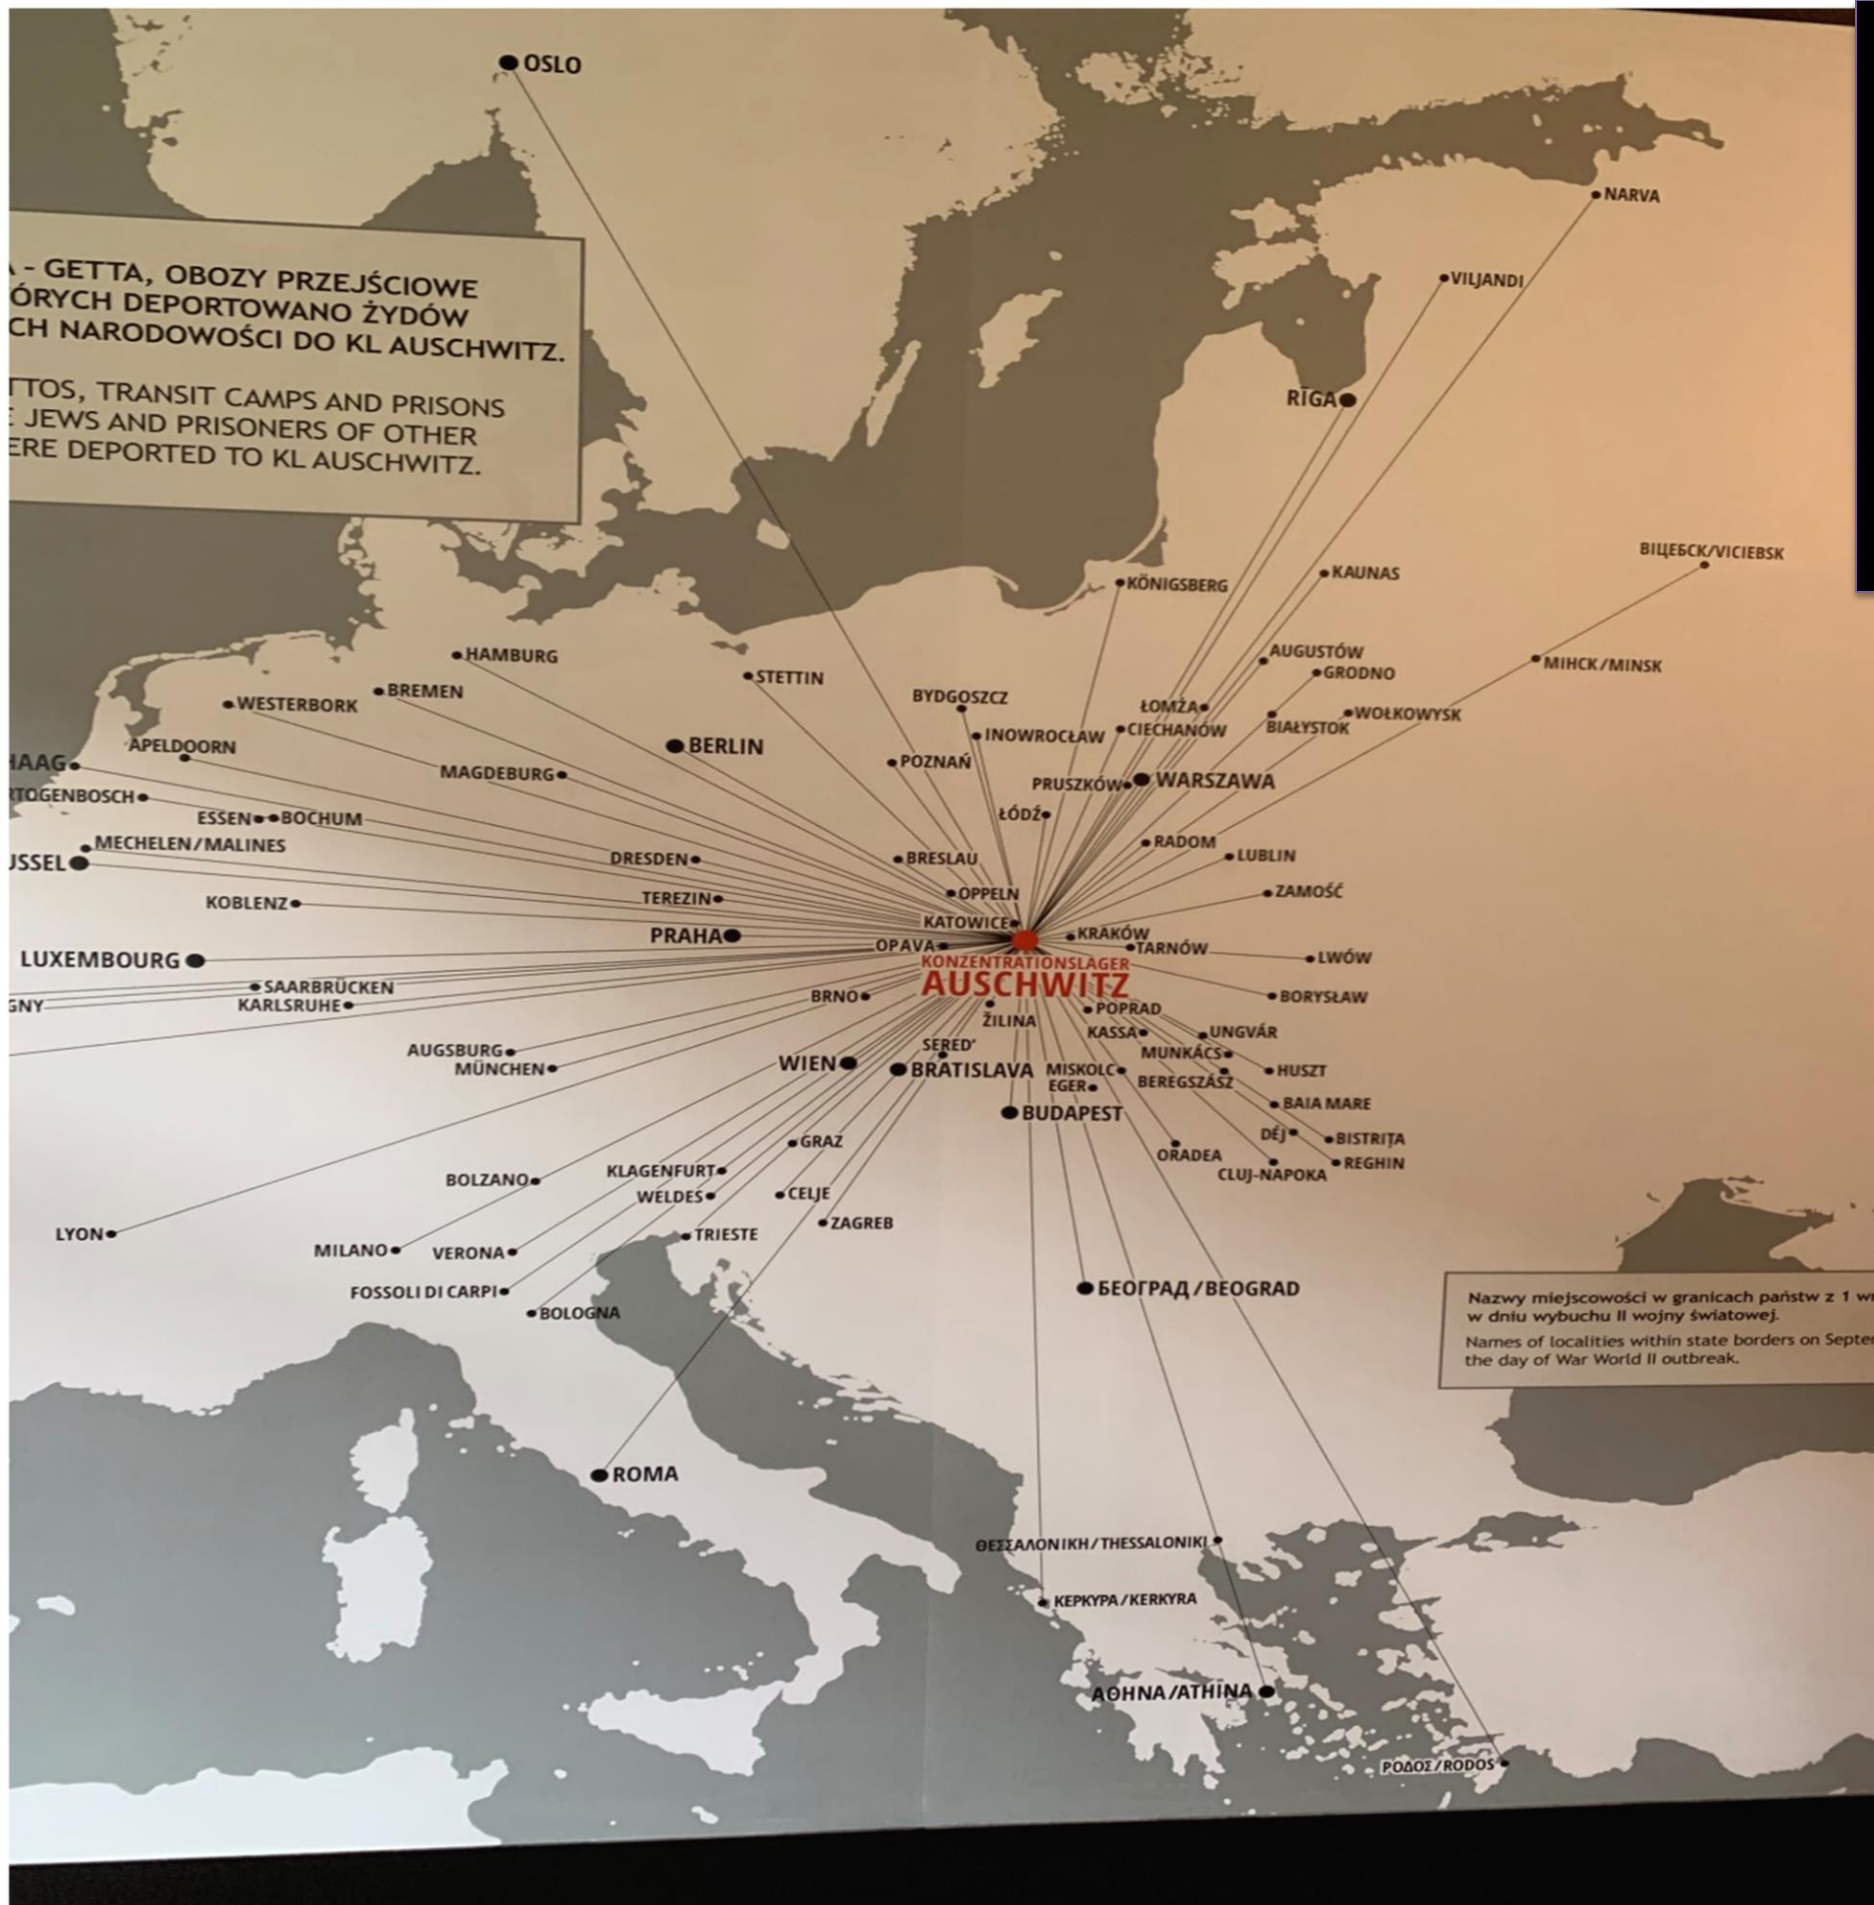 OSLO
NARVA
- GETTA, OBOZY PRZEJŚCIOWE
ÓRYCH DEPORTOWANO ŻYDÓW
CH NARODOWOŚCI DO KL AUSCHWITZ.
TTOS, TRANSIT CAMPS AND PRISONS
JEWS AND PRISONERS OF OTHER
ERE DEPORTED TO KL AUSCHWITZ.
VILJANDI
RĪGA
ВІЦЕБСК/VICIEBSK
KÖNIGSBERG
KAUNAS
HAMBURG
AUGUSTÓW
МІНСК/MINSK
STETTIN
GRODNO
BREMEN
WESTERBORK
BYDGOSZCZ
ŁOMŻA
WOŁKOWYSK
CIECHANÓW
BIAŁYSTOK
INOWROCŁAW
APELDOORN
BERLIN
HAAG
POZNAŃ
MAGDEBURG
PRUSZKÓW
WARSZAWA
RTOGENBOSCH
ESSEN
BOCHUM
ŁÓDŹ
MECHELEN/MALINES
RADOM
LUBLIN
USSEL
DRESDEN
BRESLAU
ZAMOŚĆ
KOBLENZ
TEREZIN
OPPELN
KATOWICE
KRAKÓW
PRAHA
OPAVA
TARNÓW
LUXEMBOURG
LWÓW
KONZENTRATIONSLAGER
AUSCHWITZ
SAARBRÜCKEN
GNY
KARLSRUHE
BRNO
BORYSŁAW
POPRAD
ŽILINA
KASSA
UNGVÁR
AUGSBURG
SERED'
MUNKÁCS
MÜNCHEN
WIEN
BRATISLAVA
MISKOLC
HUSZT
EGER
BEREGSZÁSZ
BUDAPEST
BAIA MARE
GRAZ
DÉJ
BISTRIȚA
ORADEA
REGHIN
KLAGENFURT
CLUJ-NAPOKA
BOLZANO
WELDES
CELJE
LYON
ZAGREB
TRIESTE
MILANO
VERONA
FOSSOLI DI CARPI
БЕОГРАД/BEOGRAD
BOLOGNA
Nazwy miejscowości w granicach państw z 1
w dniu wybuchu II wojny światowej.
Names of localities within state borders on Septe
the day of War World II outbreak.
ROMA
ΘΕΣΣΑΛΟΝΙΚΗ/THESSALONIKI
ΚΕΡΚΥΡΑ/KERKYRA
ΑΘΗΝΑ/ATHINA
ΡΟΔΟΣ/RODOS